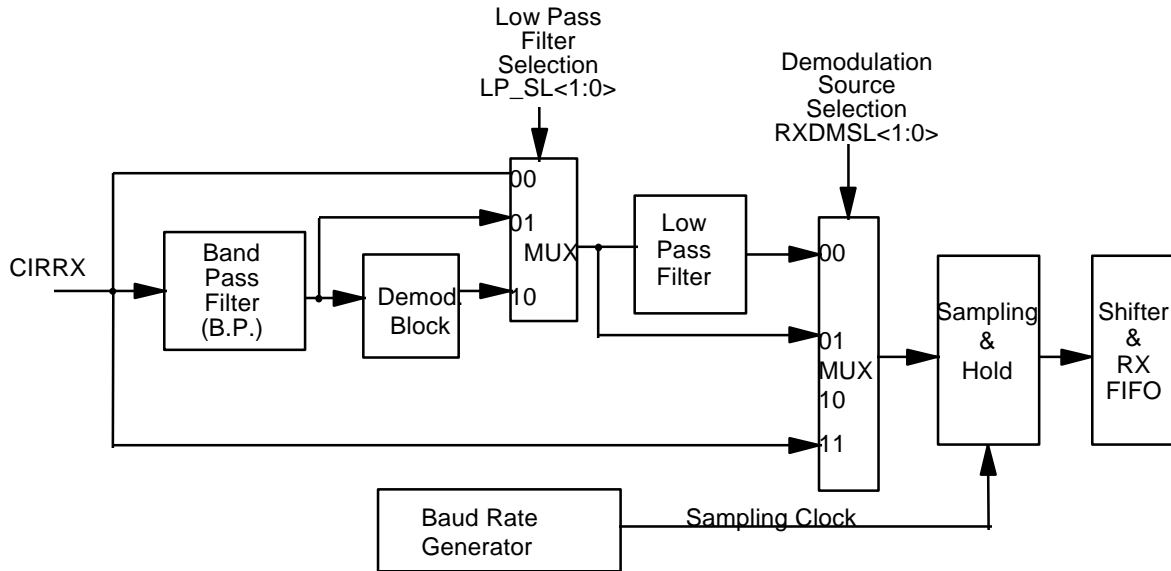 Low Pass
Filter
Selection
LP_SL<1:0>
Demodulation
Source
Selection
RXDMSL<1:0>
00
01
MUX
10
Low
Pass
Filter
CIRRX
Band
Pass
Filter
(B.P.)
Demod.
Block
00
01
MUX
10
11
Sampling
&
Hold
Shifter
&
RX
FIFO
Baud Rate
Generator
Sampling Clock